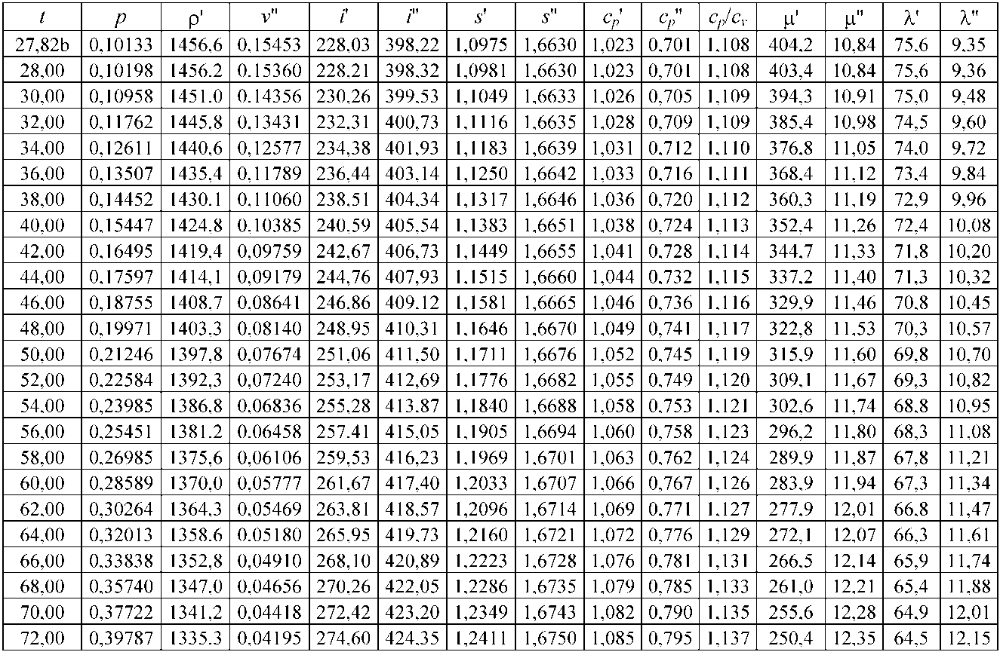 t p ρ' v" i' i" s' s" cp' cp" cp/cv μ' μ" λ' λ"
27,82b 0,10133 1456,6 0,15453 228,03 398,22 1,0975 1,6630 1,023 0,701 1,108 404,2 10,84 75,6 9,35
28,00 0,10198 1456,2 0,15360 228,21 398,32 1,0981 1,6630 1,023 0,701 1,108 403,4 10,84 75,6 9,36
30,00 0,10958 1451,0 0,14356 230,26 399,53 1,1049 1,6633 1,026 0,705 1,109 394,3 10,91 75,0 9,48
32,00 0,11762 1445,8 0,13431 232,31 400,73 1,1116 1,6635 1,028 0,709 1,109 385,4 10,98 74,5 9,60
34,00 0,12611 1440,6 0,12577 234,38 401,93 1,1183 1,6639 1,031 0,712 1,110 376,8 11,05 74,0 9,72
36,00 0,13507 1435,4 0,11789 236,44 403,14 1,1250 1,6642 1,033 0,716 1,111 368,4 11,12 73,4 9,84
38,00 0,14452 1430,1 0,11060 238,51 404,34 1,1317 1,6646 1,036 0,720 1,112 360,3 11,19 72,9 9,96
40,00 0,15447 1424,8 0,10385 240,59 405,54 1,1383 1,6651 1,038 0,724 1,113 352,4 11,26 72,4 10,08
42,00 0,16495 1419,4 0,09759 242,67 406,73 1,1449 1,6655 1,041 0,728 1,114 344,7 11,33 71,8 10,20
44,00 0,17597 1414,1 0,09179 244,76 407,93 1,1515 1,6660 1,044 0,732 1,115 337,2 11,40 71,3 10,32
46,00 0,18755 1408,7 0,08641 246,86 409,12 1,1581 1,6665 1,046 0,736 1,116 329,9 11,46 70,8 10,45
48,00 0,19971 1403,3 0,08140 248,95 410,31 1,1646 1,6670 1,049 0,741 1,117 322,8 11,53 70,3 10,57
50,00 0,21246 1397,8 0,07674 251,06 411,50 1,1711 1,6676 1,052 0,745 1,119 315,9 11,60 69,8 10,70
52,00 0,22584 1392,3 0,07240 253,17 412,69 1,1776 1,6682 1,055 0,749 1,120 309,1 11,67 69,3 10,82
54,00 0,23985 1386,8 0,06836 255,28 413,87 1,1840 1,6688 1,058 0,753 1,121 302,6 11,74 68,8 10,95
56,00 0,25451 1381,2 0,06458 257,41 415,05 1,1905 1,6694 1,060 0,758 1,123 296,2 11,80 68,3 11,08
58,00 0,26985 1375,6 0,06106 259,53 416,23 1,1969 1,6701 1,063 0,762 1,124 289,9 11,87 67,8 11,21
60,00 0,28589 1370,0 0,05777 261,67 417,40 1,2033 1,6707 1,066 0,767 1,126 283,9 11,94 67,3 11,34
62,00 0,30264 1364,3 0,05469 263,81 418,57 1,2096 1,6714 1,069 0,771 1,127 277,9 12,01 66,8 11,47
64,00 0,32013 1358,6 0,05180 265,95 419,73 1,2160 1,6721 1,072 0,776 1,129 272,1 12,07 66,3 11,61
66,00 0,33838 1352,8 0,04910 268,10 420,89 1,2223 1,6728 1,076 0,781 1,131 266,5 12,14 65,9 11,74
68,00 0,35740 1347,0 0,04656 270,26 422,05 1,2286 1,6735 1,079 0,785 1,133 261,0 12,21 65,4 11,88
70,00 0,37722 1341,2 0,04418 272,42 423,20 1,2349 1,6743 1,082 0,790 1,135 255,6 12,28 64,9 12,01
72,00 0,39787 1335,3 0,04195 274,60 424,35 1,2411 1,6750 1,085 0,795 1,137 250,4 12,35 64,5 12,15